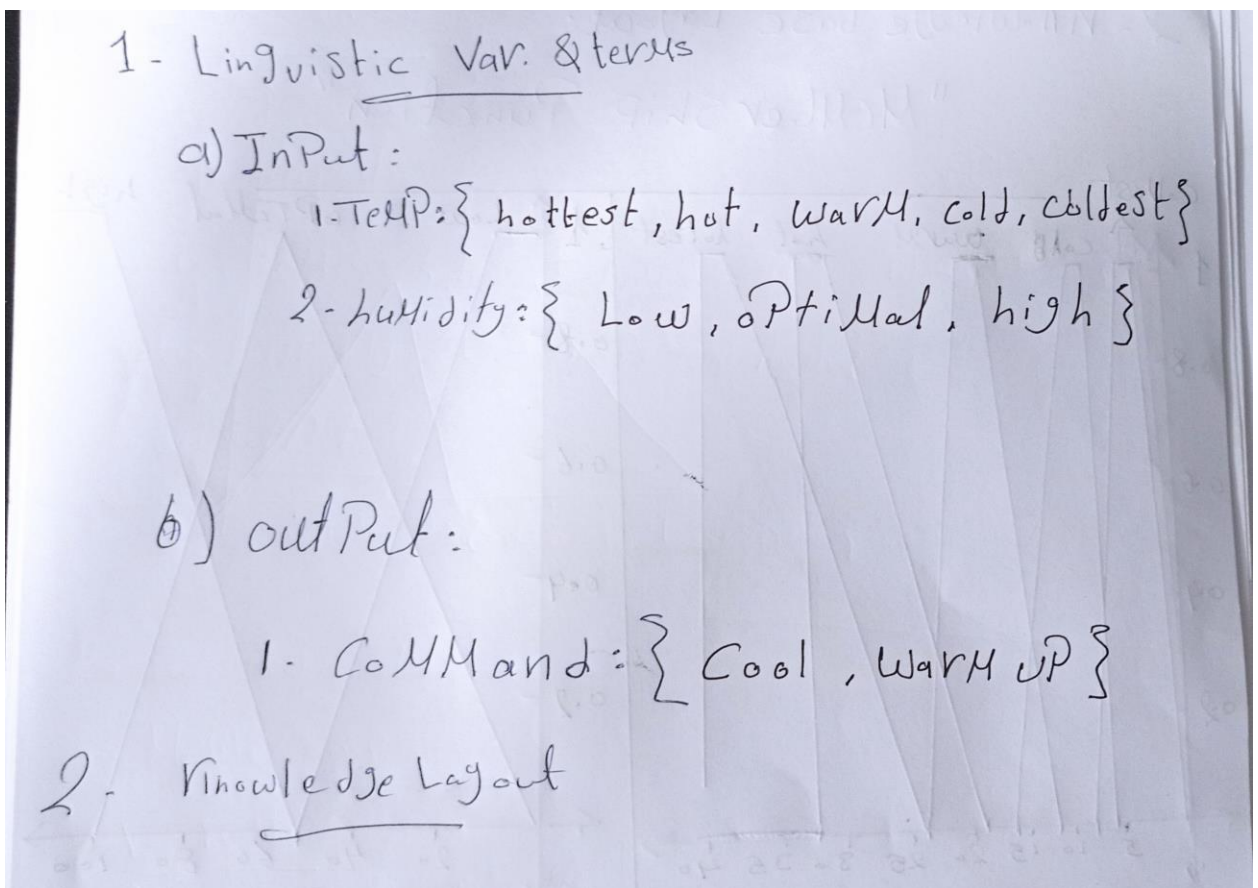 1- Linguistic Var. & terms
a) InPut:
1-TeMP:{ hottest, hot, warM, cold, coldest}
2-huMidity:{ Low, oPtiMal, high }
b) outPut:
1. CoMMand:{ Cool, warM uP }
2. Knowledge Layout